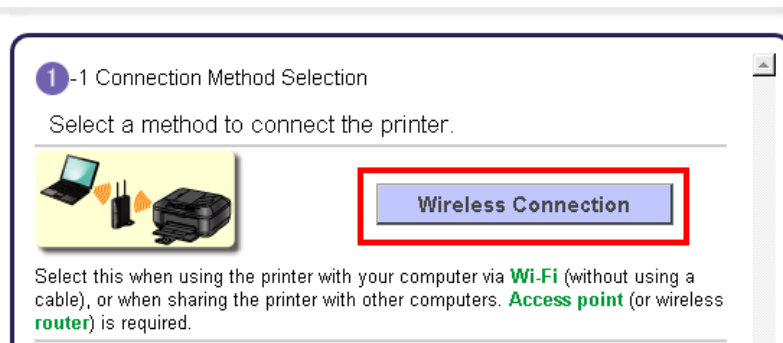 1-1 Connection Method Selection
Select a method to connect the printer.
Wireless Connection
Select this when using the printer with your computer via Wi-Fi (without using a
cable), or when sharing the printer with other computers. Access point (or wireless
router) is required.